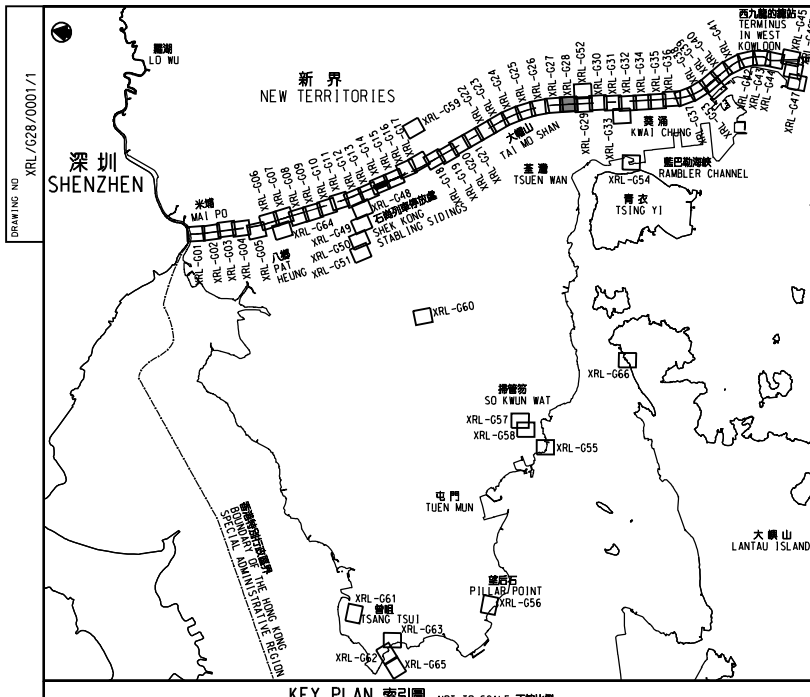 DRAWING NO
XRL/G28/0001/1
羅湖
LO WU
新 界
NEW TERRITORIES
深 圳
SHENZHEN
米埔
MAI PO
XRL-G01
XRL-G02
XRL-G03
XRL-G04
XRL-G05
XRL-G06
XRL-G07
XRL-G08
XRL-G09
XRL-G10
XRL-G11
XRL-G12
XRL-G13
XRL-G14
XRL-G15
XRL-G16
XRL-G17
XRL-G59
XRL-G64
八鄉
PAT
HEUNG
XRL-G48
XRL-G49
XRL-G50
XRL-G51
石崗列車停放處
SHEK KONG
STABLING SIDINGS
XRL-G18
XRL-G19
XRL-G20
XRL-G21
XRL-G22
XRL-G23
XRL-G24
XRL-G25
XRL-G26
XRL-G27
XRL-G28
XRL-G52
XRL-G30
XRL-G31
XRL-G32
XRL-G34
XRL-G35
XRL-G36
XRL-G38
XRL-G39
XRL-G40
XRL-G41
大帽山
TAI MO SHAN
XRL-G29
XRL-G33
西九龍的總站
TERMINUS
IN WEST
KOWLOON
XRL-G45
XRL-G42
XRL-G43
XRL-G44
XRL-G47
葵 涌
KWAI CHUNG
荃 灣
TSUEN WAN
藍巴勒海峽
RAMBLER CHANNEL
XRL-G54
青 衣
TSING YI
XRL-G60
XRL-G66
掃管笏
SO KWUN WAT
XRL-G57
XRL-G58
XRL-G55
屯 門
TUEN MUN
大 嶼 山
LANTAU ISLAND
香港特別行政區界
BOUNDARY OF THE HONG KONG
SPECIAL ADMINISTRATIVE REGION
望后石
PILLAR POINT
XRL-G56
XRL-G61
曾咀
TSANG TSUI
XRL-G63
XRL-G62
XRL-G65
KEY PLAN 索引圖